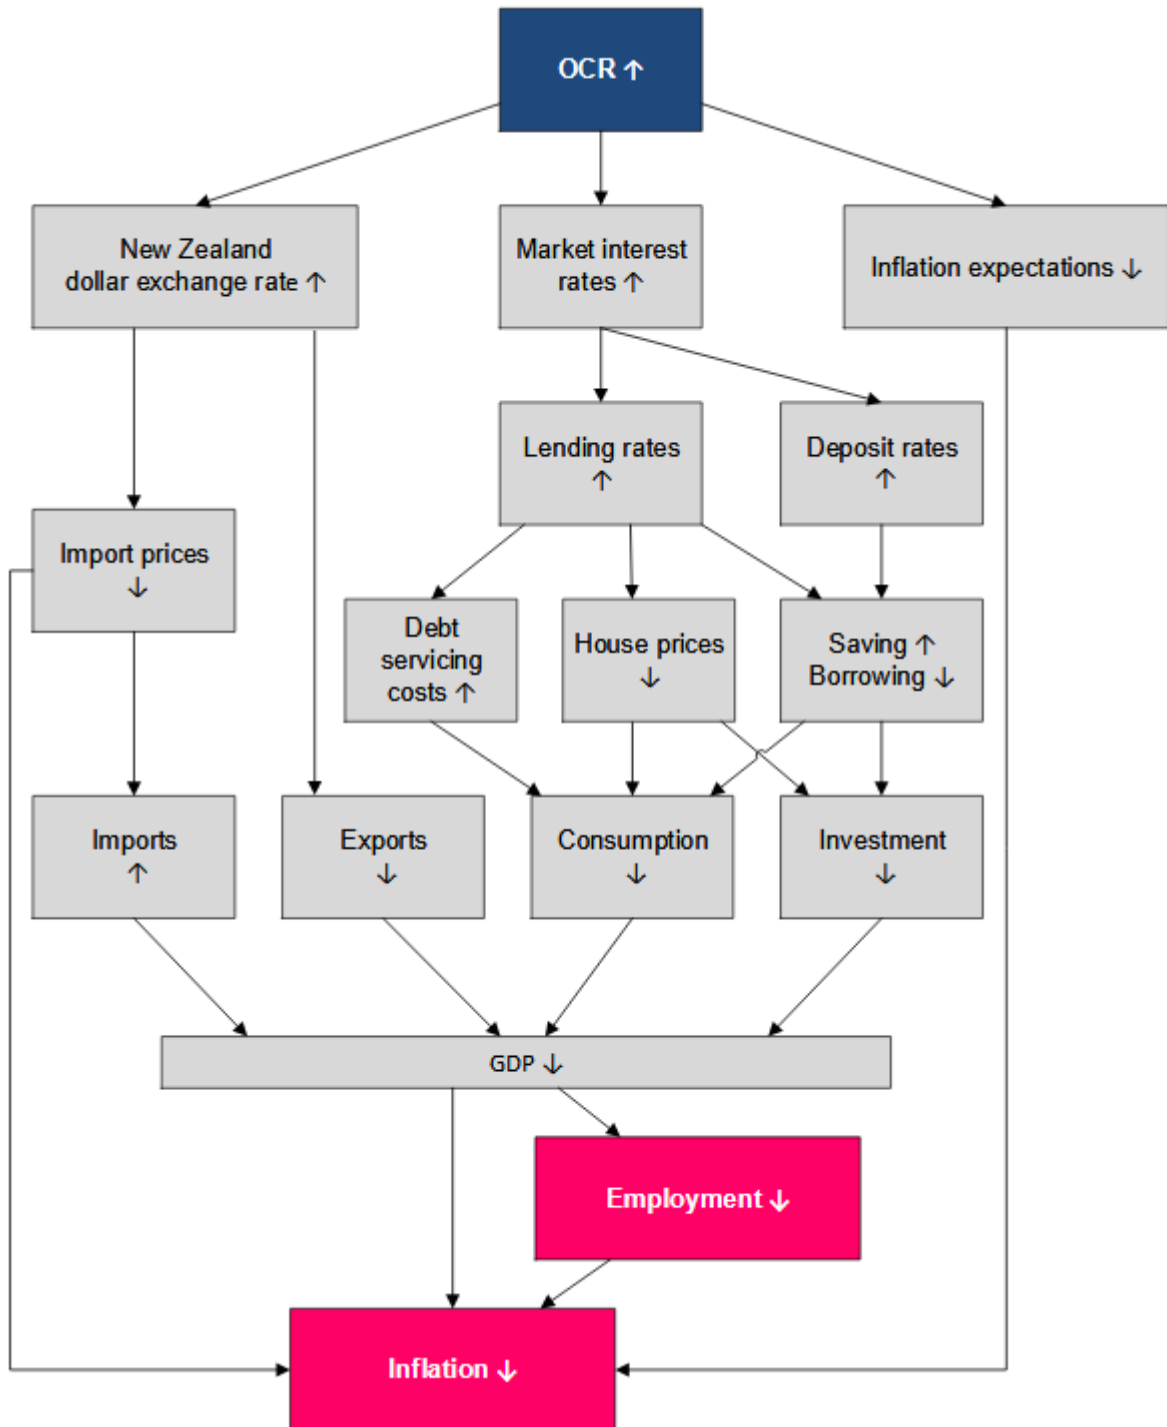 OCR ↑
New Zealand
dollar exchange rate ↑
Market interest
rates ↑
Inflation expectations ↓
Lending rates
↑
Deposit rates
↑
Import prices
↓
Debt
servicing
costs ↑
House prices
↓
Saving ↑
Borrowing ↓
Imports
↑
Exports
↓
Consumption
↓
Investment
↓
GDP ↓
Employment ↓
Inflation ↓